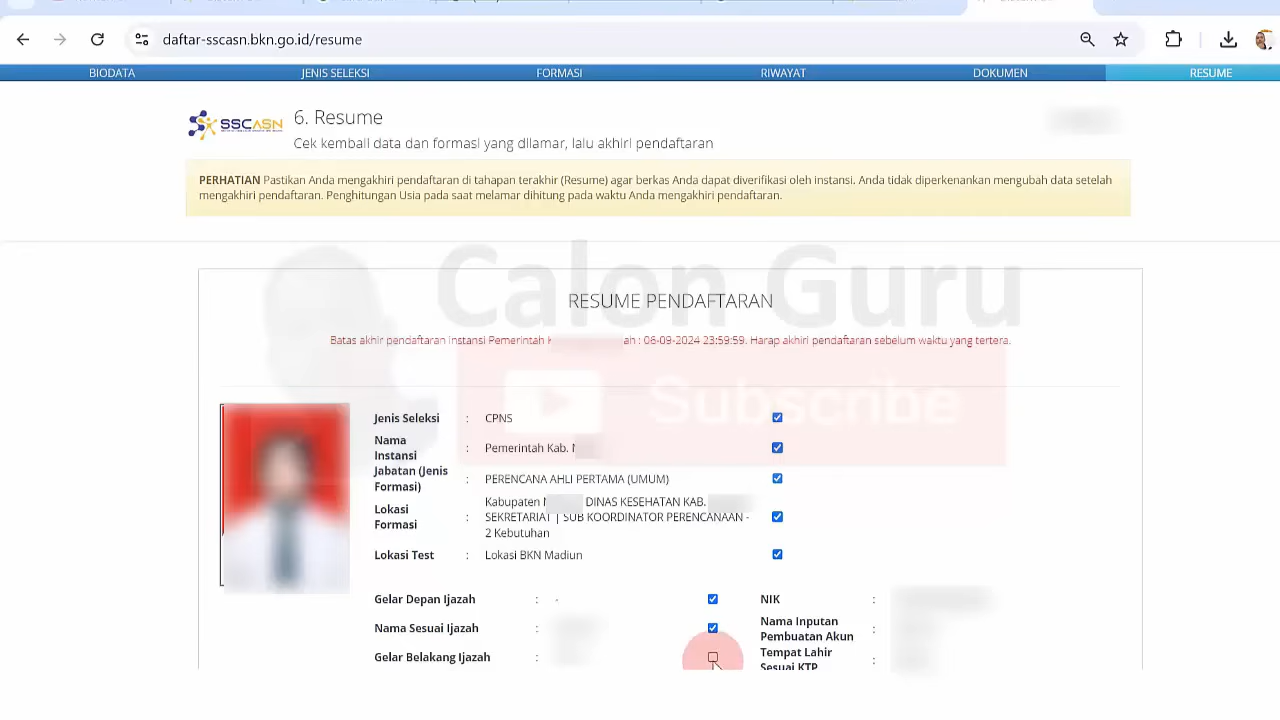 daftar-sscasn.bkn.go.id/resume
BIODATA JENIS SELEKSI FORMASI RIWAYAT DOKUMEN RESUME
SSCASN
6. Resume
Cek kembali data dan formasi yang dilamar, lalu akhiri pendaftaran
PERHATIAN Pastikan Anda mengakhiri pendaftaran di tahapan terakhir (Resume) agar berkas Anda dapat diverifikasi oleh instansi. Anda tidak diperkenankan mengubah data setelah
mengakhiri pendaftaran. Penghitungan Usia pada saat melamar dihitung pada waktu Anda mengakhiri pendaftaran.
Calon Guru
RESUME PENDAFTARAN
Batas akhir pendaftaran instansi Pemerintah K ah : 06-09-2024 23:59:59. Harap akhiri pendaftaran sebelum waktu yang tertera.
Subscribe
Jenis Seleksi : CPNS
Nama
Instansi : Pemerintah Kab.
Jabatan (Jenis
Formasi) : PERENCANA AHLI PERTAMA (UMUM)
Lokasi
Formasi : Kabupaten DINAS KESEHATAN KAB.
SEKRETARIAT | SUB KOORDINATOR PERENCANAAN -
2 Kebutuhan
Lokasi Test : Lokasi BKN Madiun
Gelar Depan Ijazah : -
Nama Sesuai Ijazah :
Gelar Belakang Ijazah :
NIK :
Nama Inputan
Pembuatan Akun :
Tempat Lahir
Sesuai KTP :